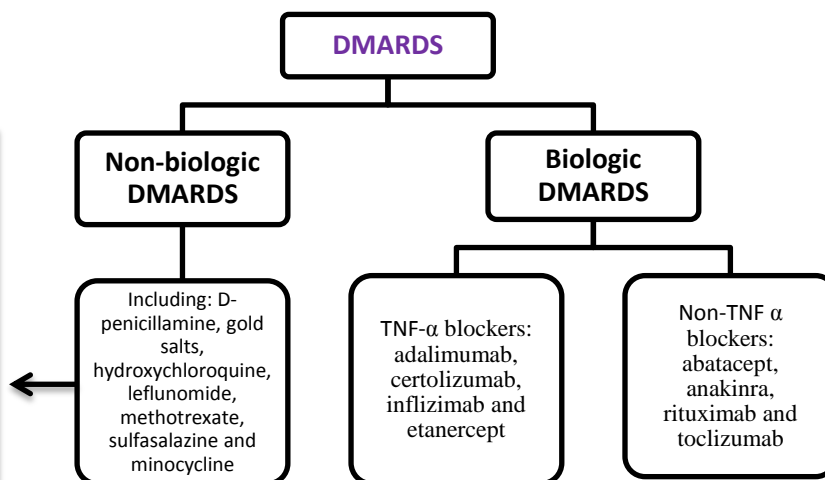 DMARDS
Non-biologic
DMARDS
Biologic
DMARDS
Including: D-
penicillamine, gold
salts,
hydroxychloroquine,
leflunomide,
methotrexate,
sulfasalazine and
minocycline
TNF-α blockers:
adalimumab,
certolizumab,
inflizimab and
etanercept
Non-TNF α
blockers:
abatacept,
anakinra,
rituximab and
toclizumab